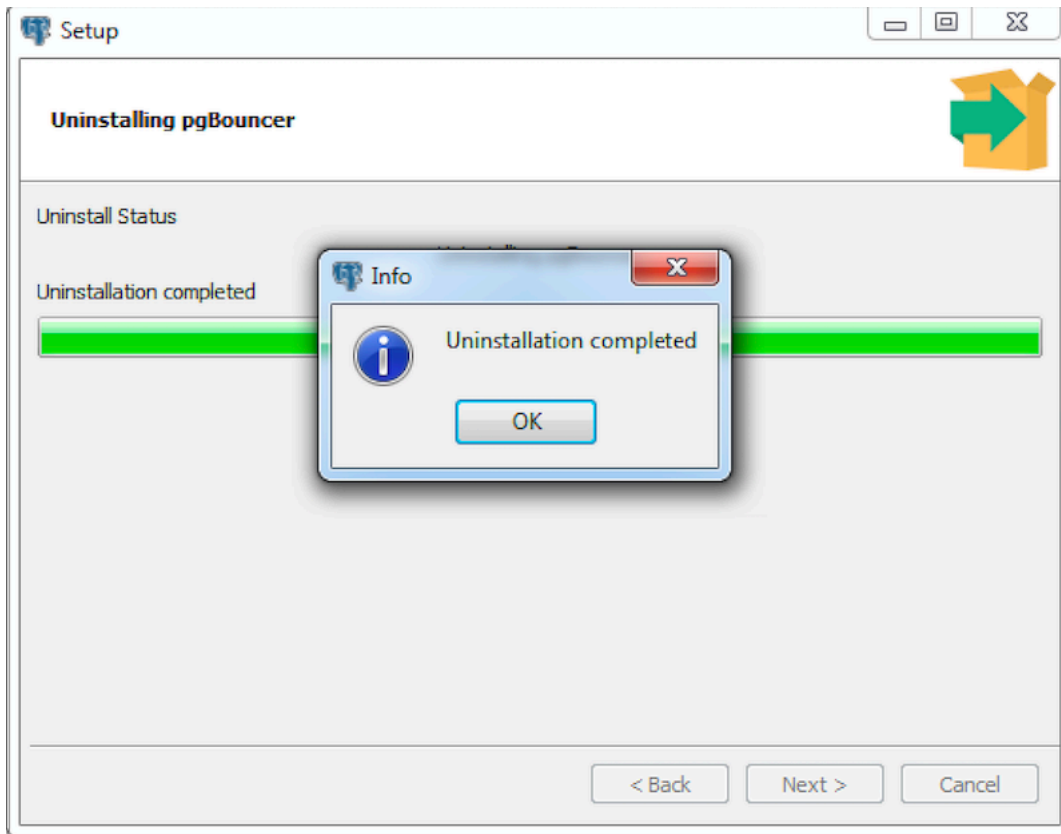 Setup
Uninstalling pgBouncer
Uninstall Status
Info
Uninstallation completed
Uninstallation completed
OK
< Back
Next >
Cancel